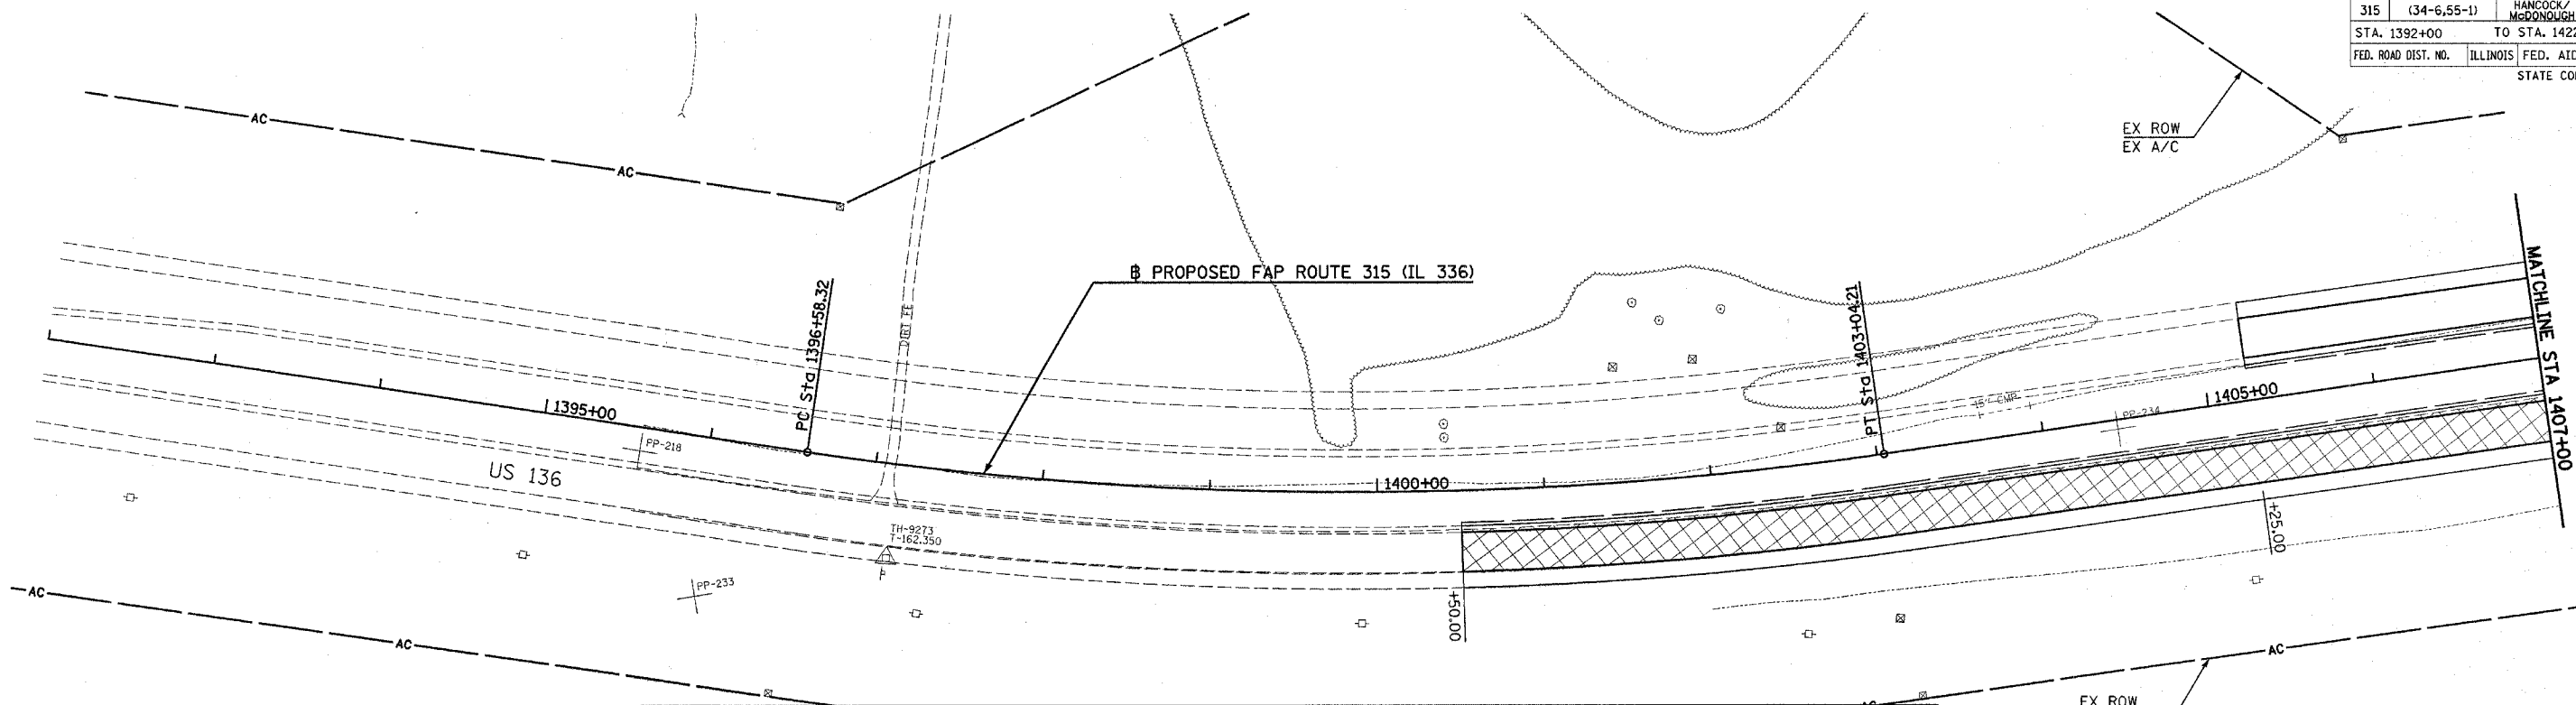 315 (34-6,55-1) HANCOCK/
McDONOUGH
STA. 1392+00 TO STA. 1422
FED. ROAD DIST. NO. ILLINOIS FED. AID
STATE CO
AC
AC
EX ROW
EX A/C
PC Sta 1396+58.32
℄ PROPOSED FAP ROUTE 315 (IL 336)
PT Sta 1403+04.21
MATCHLINE STA 1407+00
1395+00
1400+00
1405+00
15" CMP
PP-234
PP-218
US 136
TH-9273
T-162.350
PP-233
+50.00
+25.00
AC
AC
AC
AC
EX ROW